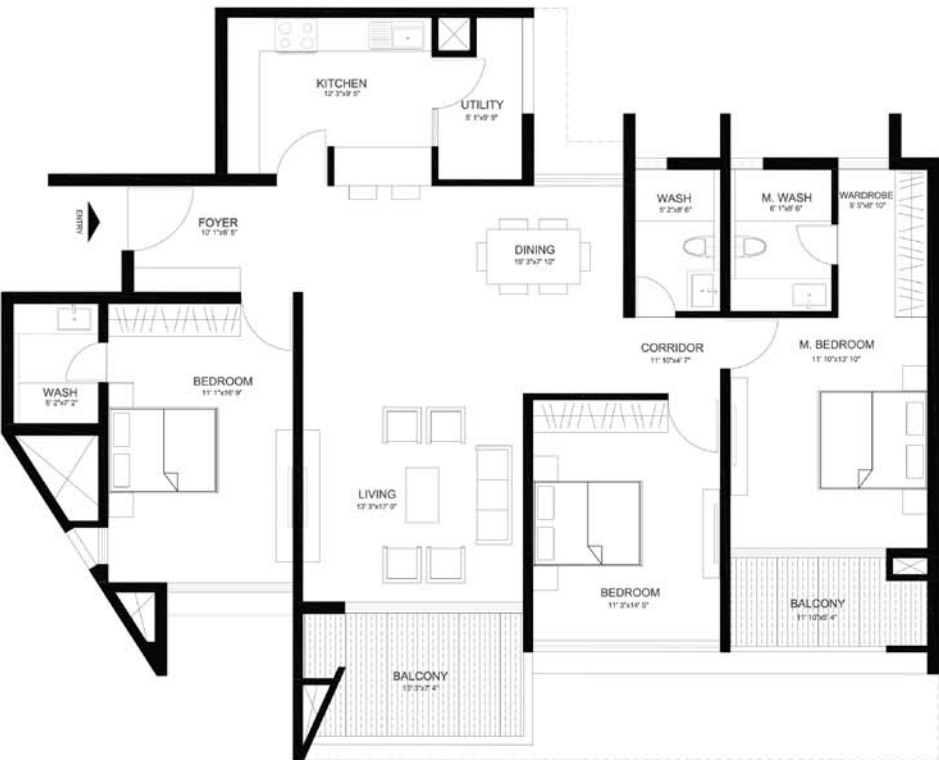 KITCHEN
12' 3"x9' 5"
UTILITY
5' 1"x9' 9"
ENTRY
FOYER
10' 1"x6' 5"
DINING
15' 3"x7' 10"
WASH
5' 2"x8' 6"
M. WASH
6' 1"x8' 6"
WARDROBE
5' 5"x8' 10"
CORRIDOR
11' 10"x4' 7"
M. BEDROOM
11' 10"x13' 10"
BEDROOM
11' 1"x16' 9"
WASH
5' 2"x7' 2"
LIVING
13' 3"x17' 0"
BEDROOM
11' 3"x14' 5"
BALCONY
11' 10"x5' 4"
BALCONY
13' 3"x7' 4"